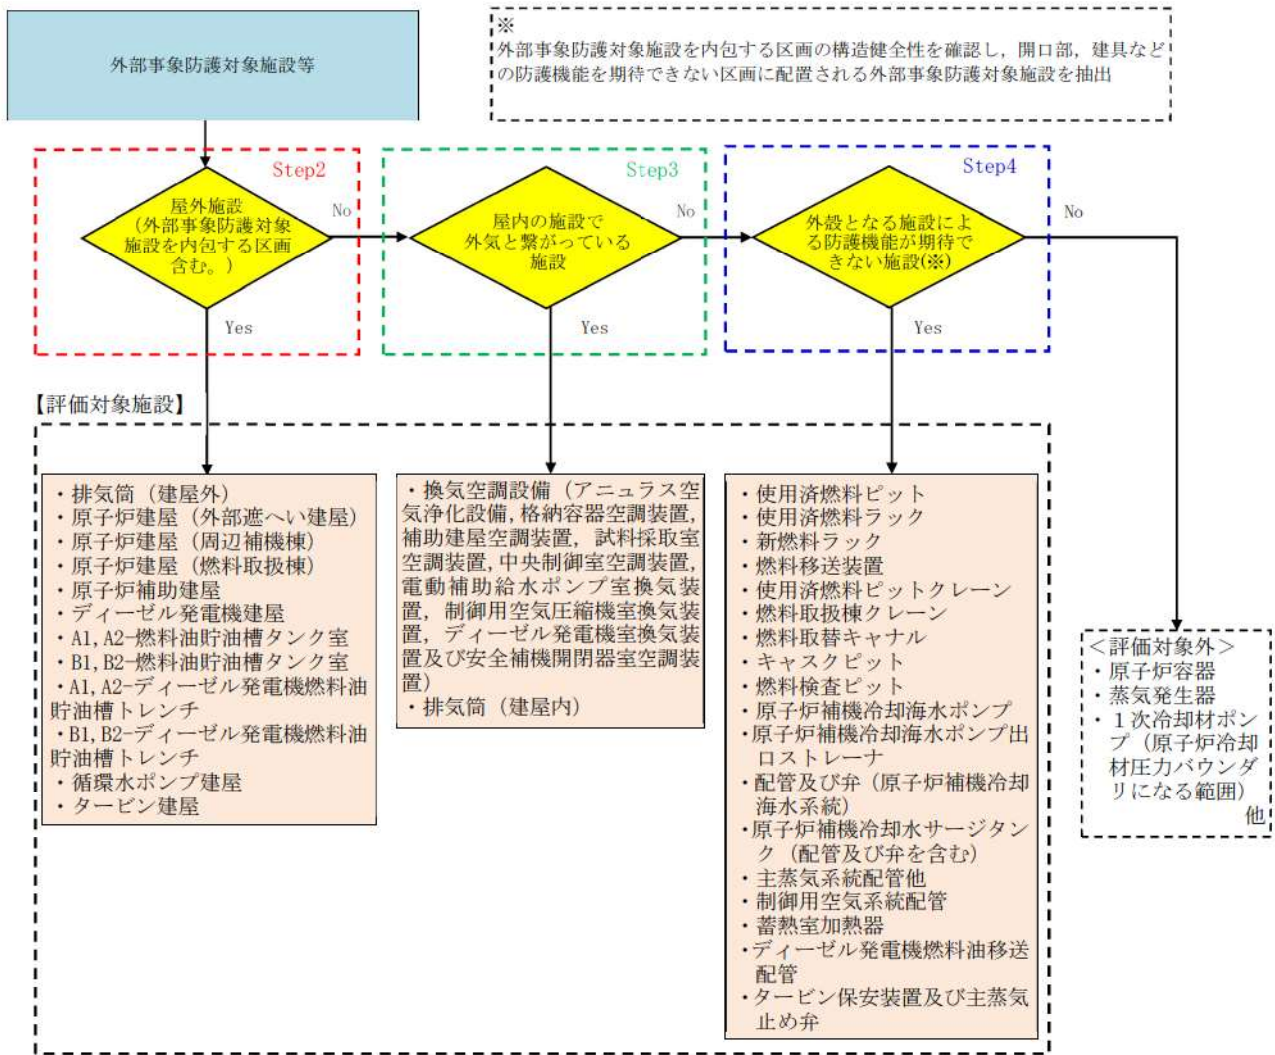 外部事象防護対象施設等
※
外部事象防護対象施設を内包する区画の構造健全性を確認し，開口部，建具など
の防護機能を期待できない区画に配置される外部事象防護対象施設を抽出
Step2
屋外施設
（外部事象防護対象
施設を内包する区画
含む。）
No
Yes
Step3
屋内の施設で
外気と繋がっている
施設
No
Yes
Step4
外殻となる施設によ
る防護機能が期待で
きない施設(※)
No
Yes
【評価対象施設】
・排気筒（建屋外）
・原子炉建屋（外部遮へい建屋）
・原子炉建屋（周辺補機棟）
・原子炉建屋（燃料取扱棟）
・原子炉補助建屋
・ディーゼル発電機建屋
・A1,A2-燃料油貯油槽タンク室
・B1,B2-燃料油貯油槽タンク室
・A1,A2-ディーゼル発電機燃料油
貯油槽トレンチ
・B1,B2-ディーゼル発電機燃料油
貯油槽トレンチ
・循環水ポンプ建屋
・タービン建屋
・換気空調設備（アニュラス空
気浄化設備,格納容器空調装置,
補助建屋空調装置，試料採取室
空調装置,中央制御室空調装置,
電動補助給水ポンプ室換気装
置，制御用空気圧縮機室換気装
置，ディーゼル発電機室換気装
置及び安全補機開閉器室空調装
置）
・排気筒（建屋内）
・使用済燃料ピット
・使用済燃料ラック
・新燃料ラック
・燃料移送装置
・使用済燃料ピットクレーン
・燃料取扱棟クレーン
・燃料取替キャナル
・キャスクピット
・燃料検査ピット
・原子炉補機冷却海水ポンプ
・原子炉補機冷却海水ポンプ出
口ストレーナ
・配管及び弁（原子炉補機冷却
海水系統）
・原子炉補機冷却水サージタン
ク（配管及び弁を含む）
・主蒸気系統配管他
・制御用空気系統配管
・蓄熱室加熱器
・ディーゼル発電機燃料油移送
配管
・タービン保安装置及び主蒸気
止め弁
＜評価対象外＞
・原子炉容器
・蒸気発生器
・１次冷却材ポン
プ（原子炉冷却
材圧力バウンダ
リになる範囲）
他